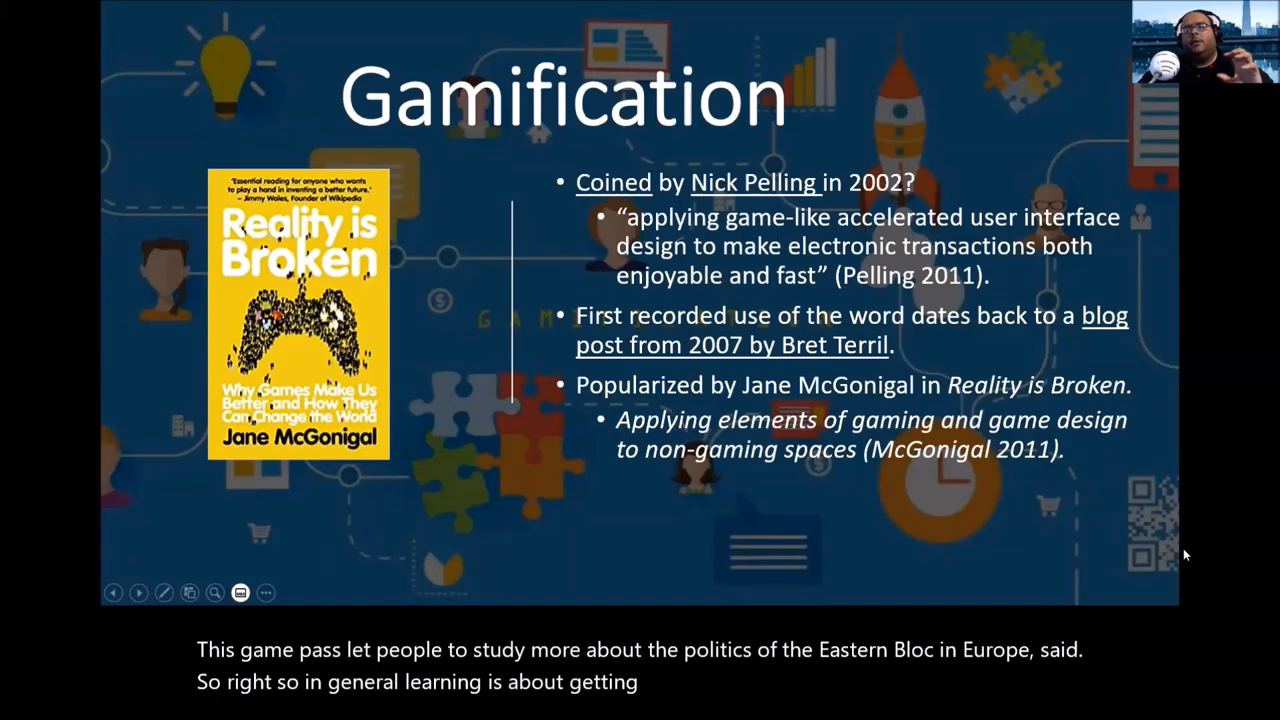 Gamification
'Essential reading for anyone who wants
to play a hand in inventing a better future.'
– Jimmy Wales, Founder of Wikipedia
Reality is
Broken
Why Games Make Us
Better and How They
Can Change the World
Jane McGonigal
• Coined by Nick Pelling in 2002?
• “applying game-like accelerated user interface
design to make electronic transactions both
enjoyable and fast” (Pelling 2011).
• First recorded use of the word dates back to a blog
post from 2007 by Bret Terril.
• Popularized by Jane McGonigal in Reality is Broken.
• Applying elements of gaming and game design
to non-gaming spaces (McGonigal 2011).
This game pass let people to study more about the politics of the Eastern Bloc in Europe, said.
So right so in general learning is about getting